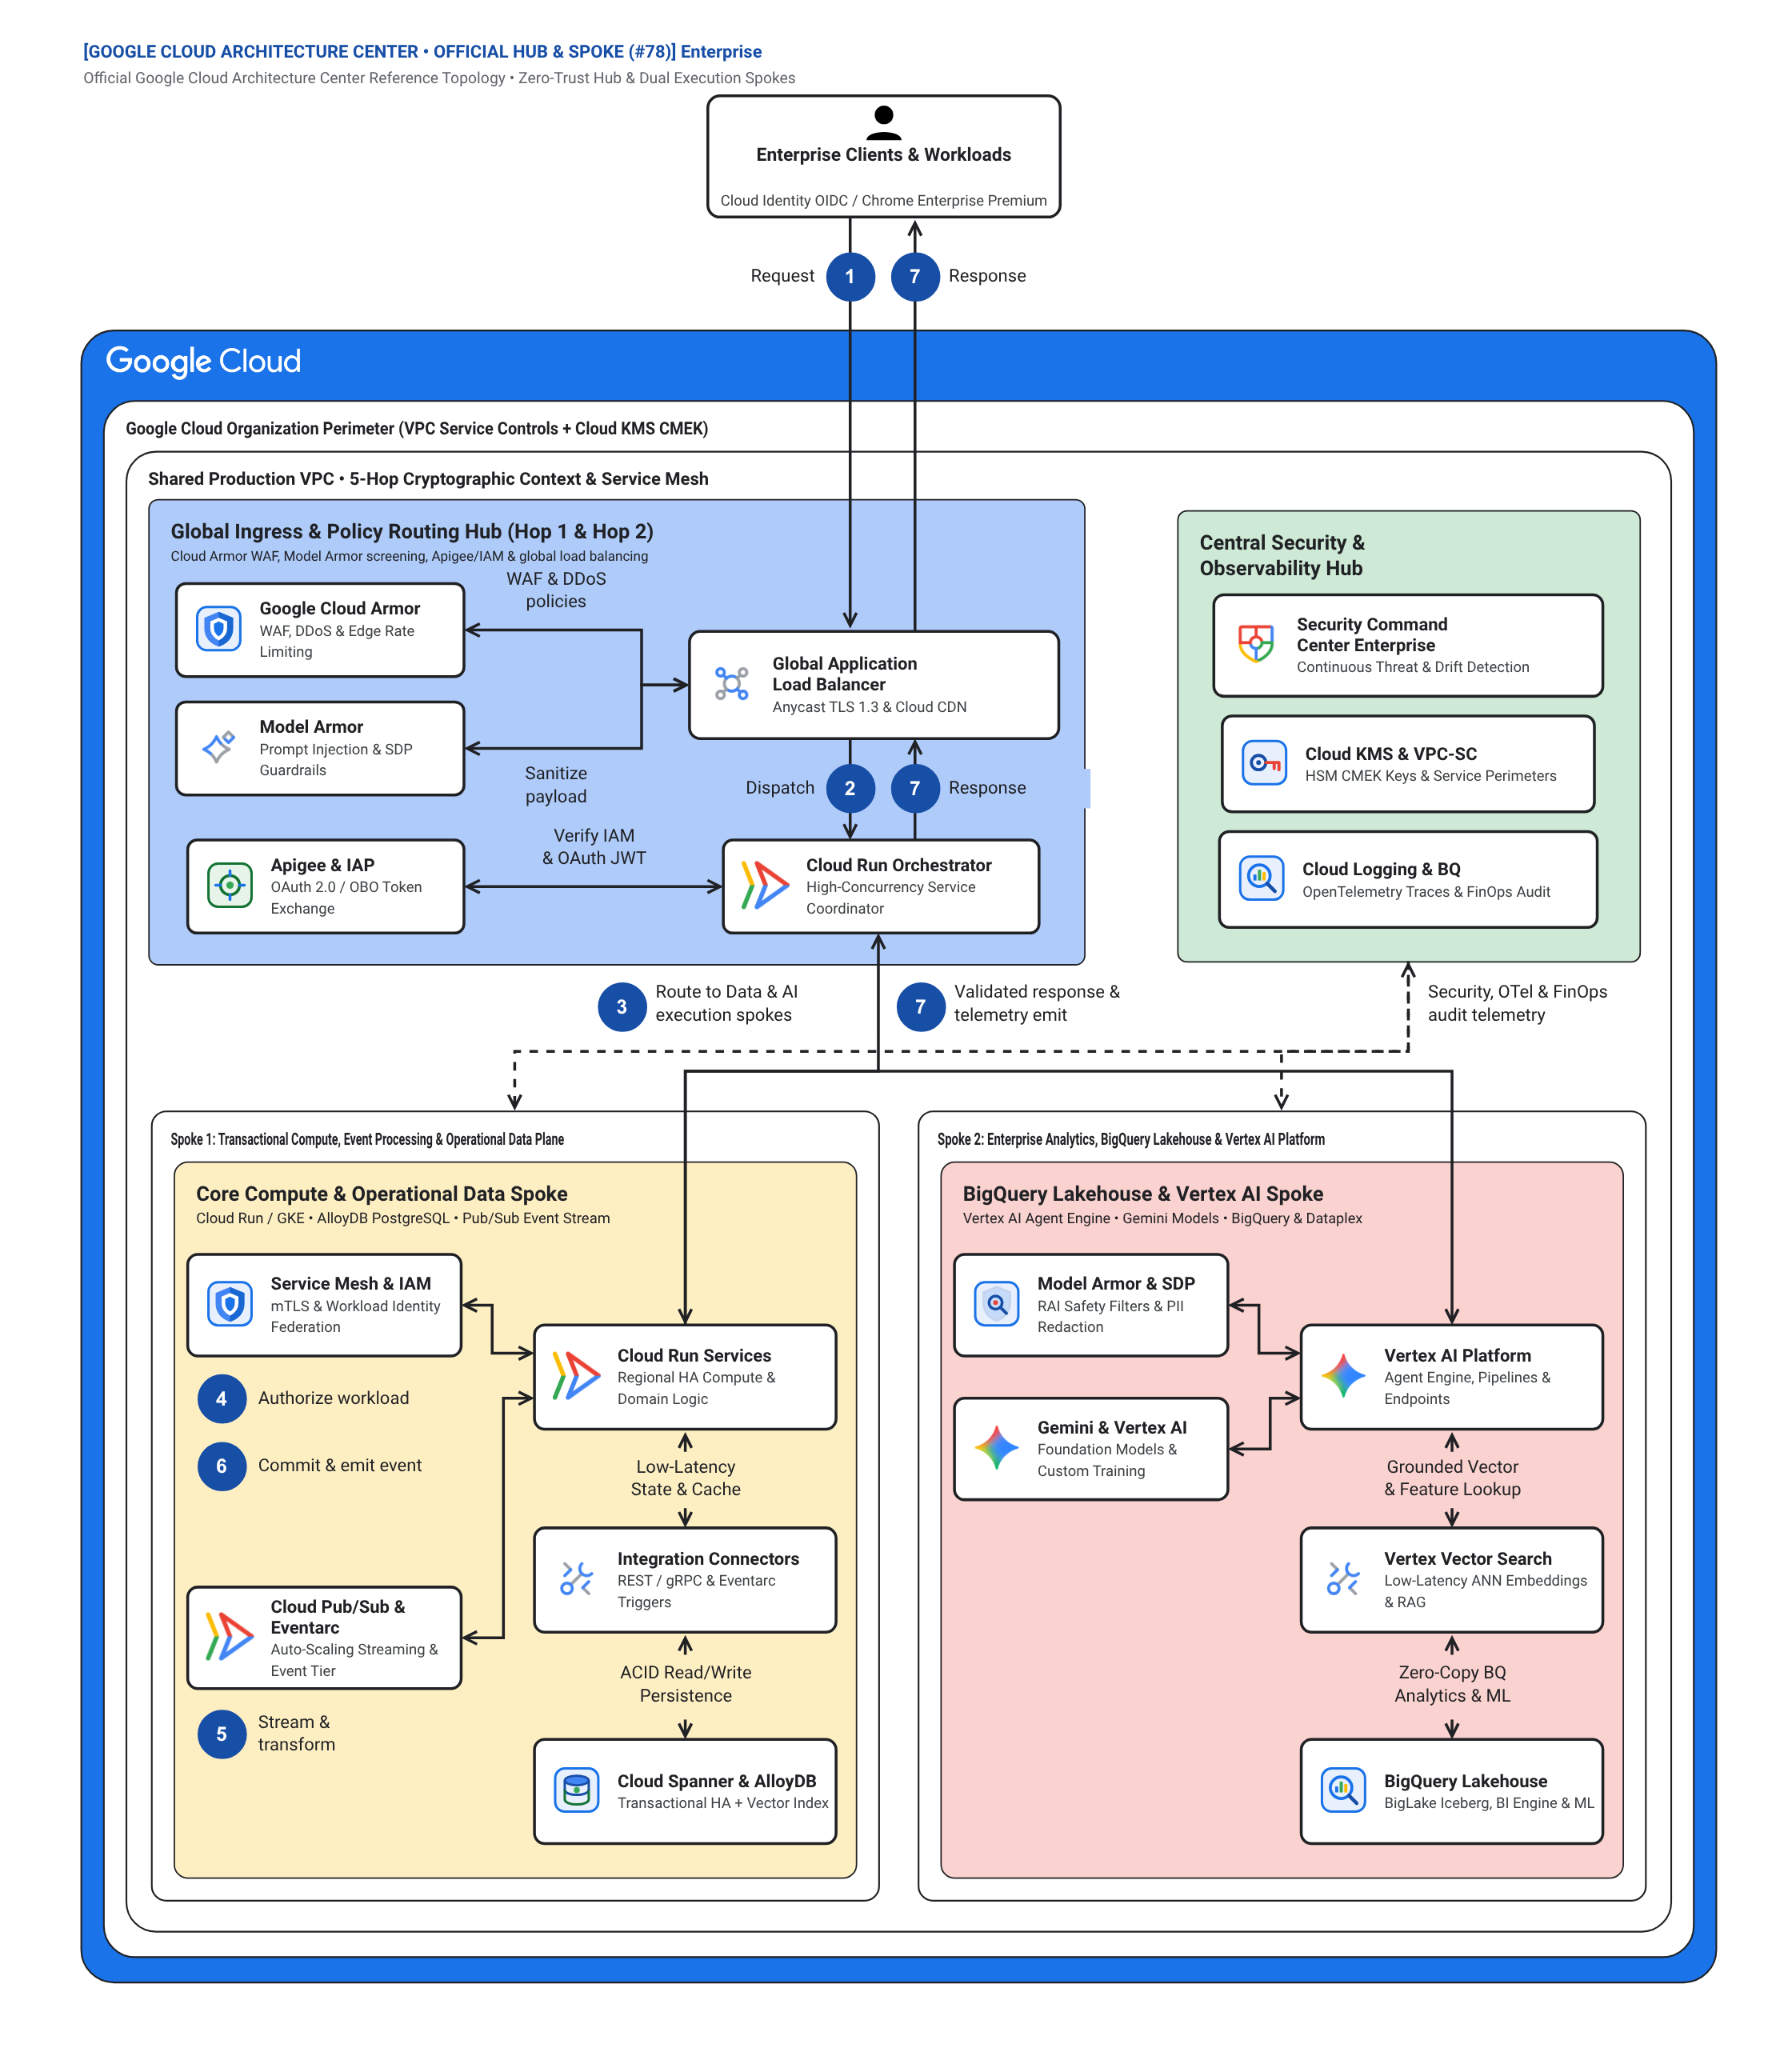 [GOOGLE CLOUD ARCHITECTURE CENTER • OFFICIAL HUB & SPOKE (#78)] Enterprise
Official Google Cloud Architecture Center Reference Topology • Zero-Trust Hub & Dual Execution Spokes
Enterprise Clients & Workloads
Cloud Identity OIDC / Chrome Enterprise Premium
Request
1
7
Response
Google Cloud
Google Cloud Organization Perimeter (VPC Service Controls + Cloud KMS CMEK)
Shared Production VPC • 5-Hop Cryptographic Context & Service Mesh
Global Ingress & Policy Routing Hub (Hop 1 & Hop 2)
Cloud Armor WAF, Model Armor screening, Apigee/IAM & global load balancing
WAF & DDoS
policies
Google Cloud Armor
WAF, DDoS & Edge Rate
Limiting
Model Armor
Prompt Injection & SDP
Guardrails
Sanitize
payload
Global Application
Load Balancer
Anycast TLS 1.3 & Cloud CDN
Dispatch
2
7
Response
Verify IAM
& OAuth JWT
Apigee & IAP
OAuth 2.0 / OBO Token
Exchange
Cloud Run Orchestrator
High-Concurrency Service
Coordinator
Central Security &
Observability Hub
Security Command
Center Enterprise
Continuous Threat & Drift Detection
Cloud KMS & VPC-SC
HSM CMEK Keys & Service Perimeters
Cloud Logging & BQ
OpenTelemetry Traces & FinOps Audit
3
Route to Data & AI
execution spokes
7
Validated response &
telemetry emit
Security, OTel & FinOps
audit telemetry
Spoke 1: Transactional Compute, Event Processing & Operational Data Plane
Core Compute & Operational Data Spoke
Cloud Run / GKE • AlloyDB PostgreSQL • Pub/Sub Event Stream
Service Mesh & IAM
mTLS & Workload Identity
Federation
4
Authorize workload
6
Commit & emit event
Cloud Run Services
Regional HA Compute &
Domain Logic
Low-Latency
State & Cache
Integration Connectors
REST / gRPC & Eventarc
Triggers
Cloud Pub/Sub &
Eventarc
Auto-Scaling Streaming &
Event Tier
5
Stream &
transform
ACID Read/Write
Persistence
Cloud Spanner & AlloyDB
Transactional HA + Vector Index
Spoke 2: Enterprise Analytics, BigQuery Lakehouse & Vertex AI Platform
BigQuery Lakehouse & Vertex AI Spoke
Vertex AI Agent Engine • Gemini Models • BigQuery & Dataplex
Model Armor & SDP
RAI Safety Filters & PII
Redaction
Gemini & Vertex AI
Foundation Models &
Custom Training
Vertex AI Platform
Agent Engine, Pipelines &
Endpoints
Grounded Vector
& Feature Lookup
Vertex Vector Search
Low-Latency ANN Embeddings
& RAG
Zero-Copy BQ
Analytics & ML
BigQuery Lakehouse
BigLake Iceberg, BI Engine & ML